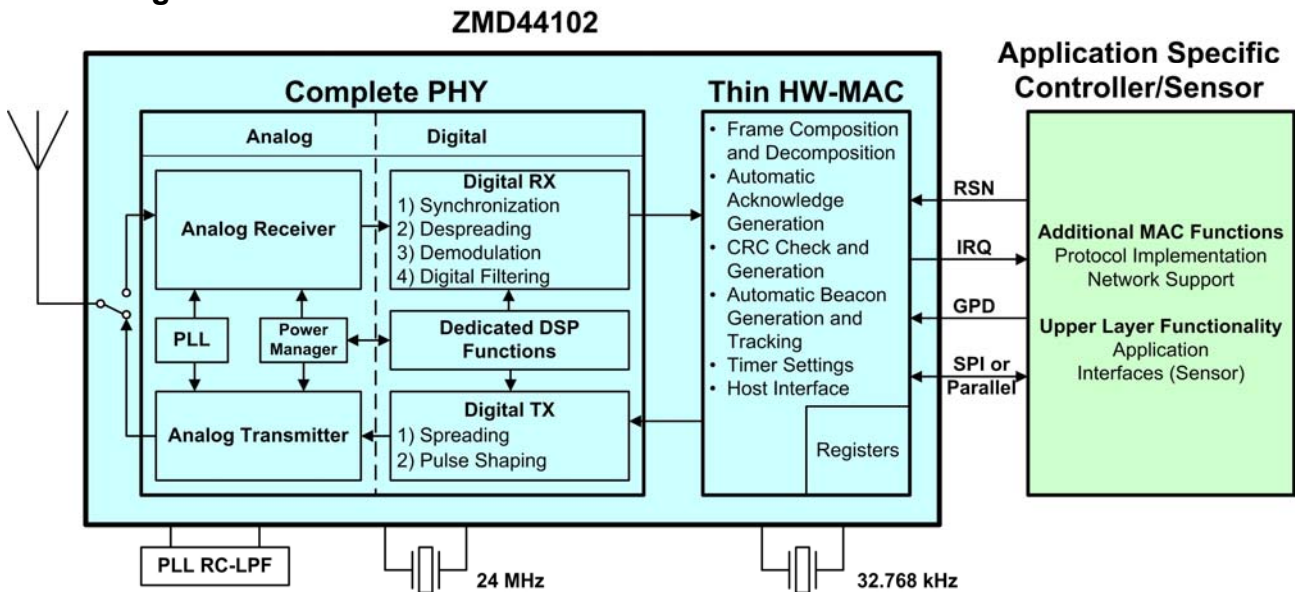 ZMD44102
Application Specific
Controller/Sensor
Complete PHY
Thin HW-MAC
Analog
Digital
Analog Receiver
Digital RX
1) Synchronization
2) Despreading
3) Demodulation
4) Digital Filtering
PLL
Power
Manager
Dedicated DSP
Functions
Analog Transmitter
Digital TX
1) Spreading
2) Pulse Shaping
• Frame Composition
and Decomposition
• Automatic
Acknowledge
Generation
• CRC Check and
Generation
• Automatic Beacon
Generation and
Tracking
• Timer Settings
• Host Interface
Registers
RSN
IRQ
GPD
SPI or
Parallel
Additional MAC Functions
Protocol Implementation
Network Support
Upper Layer Functionality
Application
Interfaces (Sensor)
PLL RC-LPF
24 MHz
32.768 kHz